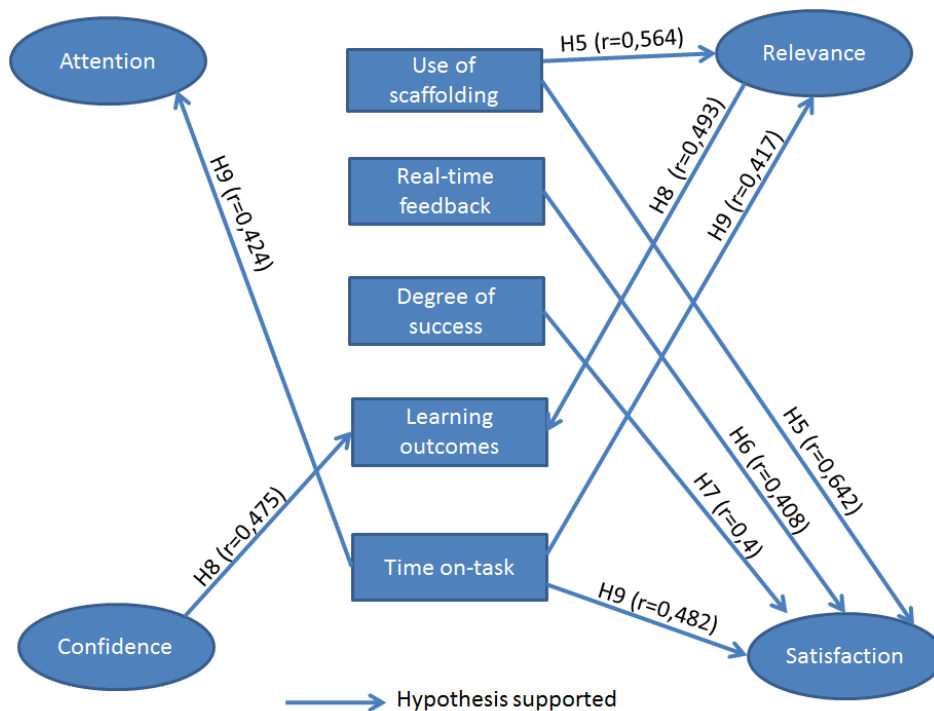 Attention
Use of
scaffolding
H5 (r=0,564)
Relevance
Real-time
feedback
H8 (r=0,493)
H9 (r=0,417)
H9 (r=0,424)
Degree of
success
Learning
outcomes
H8 (r=0,475)
H7 (r=0,4)
H6 (r=0,408)
H5 (r=0,642)
Time on-task
H9 (r=0,482)
Confidence
Satisfaction
Hypothesis supported